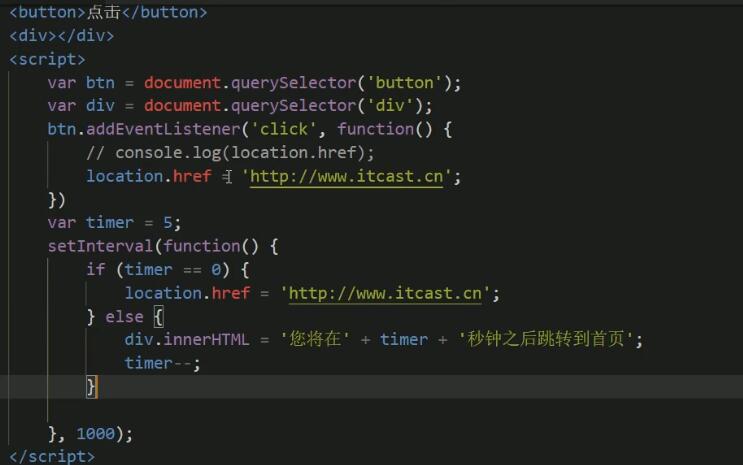 <button>点击</button>
<div></div>
<script>
var btn = document.querySelector('button');
var div = document.querySelector('div');
btn.addEventListener('click', function() {
// console.log(location.href);
location.href = 'http://www.itcast.cn';
})
var timer = 5;
setInterval(function() {
if (timer == 0) {
location.href = 'http://www.itcast.cn';
} else {
div.innerHTML = '您将在' + timer + '秒钟之后跳转到首页';
timer--;
}
}, 1000);
</script>